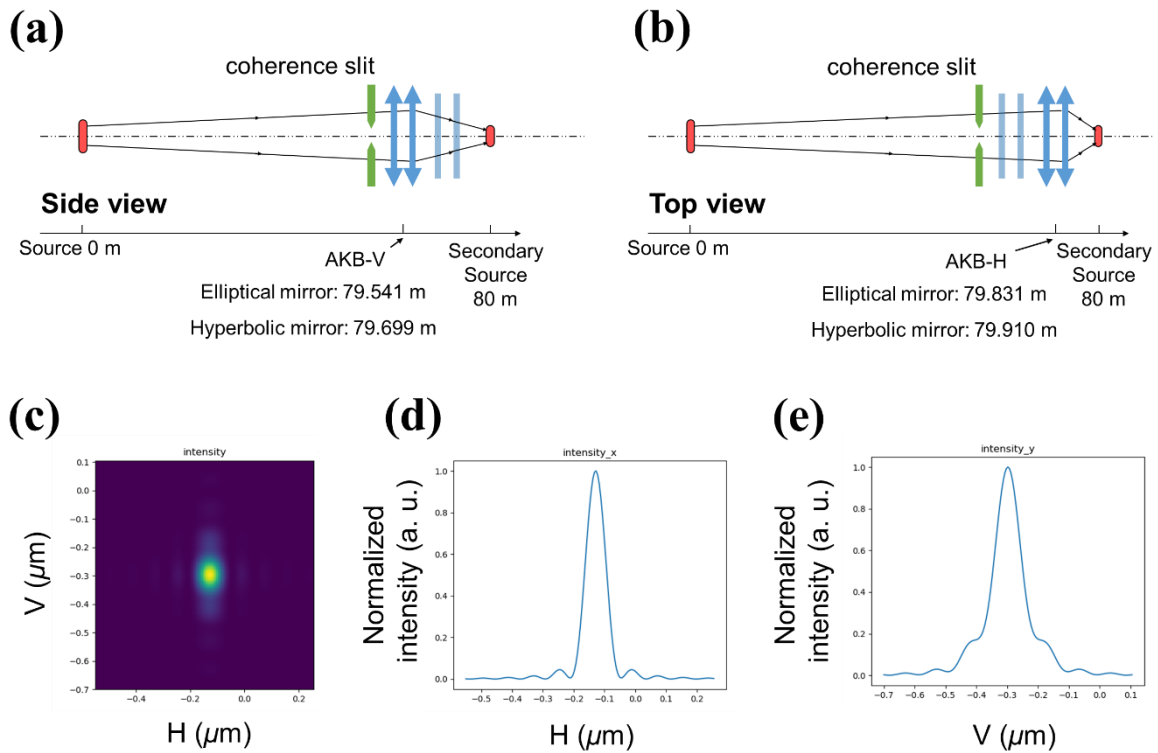 (a)
coherence slit
Side view
Source 0 m
AKB-V
Secondary
Source
80 m
Elliptical mirror: 79.541 m
Hyperbolic mirror: 79.699 m
(b)
coherence slit
Top view
Source 0 m
AKB-H
Secondary
Source
80 m
Elliptical mirror: 79.831 m
Hyperbolic mirror: 79.910 m
(c)
intensity
V (µm)
0.1
0.0
−0.1
−0.2
−0.3
−0.4
−0.5
−0.6
−0.7
−0.4
−0.2
0.0
0.2
H (µm)
(d)
intensity_x
Normalized
intensity (a. u.)
1.0
0.8
0.6
0.4
0.2
0.0
−0.5
−0.4
−0.3
−0.2
−0.1
0.0
0.1
0.2
H (µm)
(e)
intensity_y
Normalized
intensity (a. u.)
1.0
0.8
0.6
0.4
0.2
0.0
−0.7
−0.6
−0.5
−0.4
−0.3
−0.2
−0.1
0.0
0.1
V (µm)